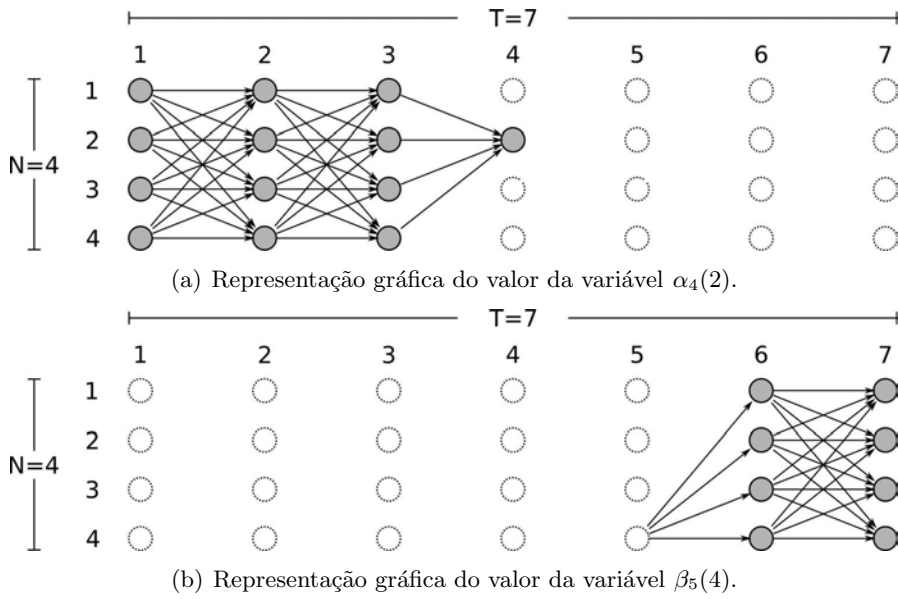 T=7
1 2 3 4 5 6 7
1
2
N=4
3
4
(a) Representação gráfica do valor da variável α₄(2).
T=7
1 2 3 4 5 6 7
1
2
N=4
3
4
(b) Representação gráfica do valor da variável β₅(4).